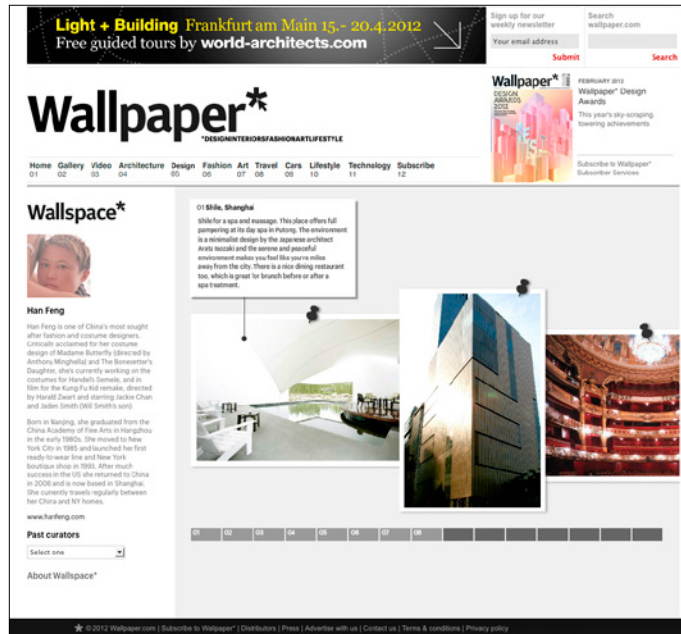 Light + Building Frankfurt am Main 15.- 20.4.2012
Free guided tours by world-architects.com
Sign up for our
weekly newsletter
Your email address
Submit
Search
wallpaper.com
Search
Wallpaper*
*DESIGNINTERIORSFASHIONARTLIFESTYLE
Wallpaper*
DESIGN
AWARDS
2012
FEBRUARY 2012
Wallpaper* Design
Awards
This year's sky-scraping,
towering achievements
Subscribe to Wallpaper*
Subscriber Services
Home Gallery Video Architecture Design Fashion Art Travel Cars Lifestyle Technology Subscribe
01 02 03 04 05 06 07 08 09 10 11 12
Wallspace*
Han Feng
Han Feng is one of China's most sought
after fashion and costume designers.
Critically acclaimed for her costume
design of Madame Butterfly (directed by
Anthony Minghella) and The Bonesetter's
Daughter, she's currently working on the
costumes for Handel's Semele, and in
film for the Kung Fu Kid remake, directed
by Harald Zwart and starring Jackie Chan
and Jaden Smith (Will Smith's son)
Born in Nanjing, she graduated from the
China Academy of Fine Arts in Hangzhou
in the early 1980s. She moved to New
York City in 1985 and launched her first
ready-to-wear line and New York
boutique shop in 1993. After much
success in the US she returned to China
in 2006 and is now based in Shanghai.
She currently travels regularly between
her China and NY homes.
www.hanfeng.com
Past curators
Select one
About Wallspace*
01 Shile, Shanghai
Shile for a spa and massage. This place offers full
pampering at its day spa in Putong. The environment
is a minimalist design by the Japanese architect
Arata Isozaki and the serene and peaceful
environment makes you feel like you're miles
away from the city. There is a nice dining restaurant
too, which is great for brunch before or after a
spa treatment.
01 02 03 04 05 06 07 08
© 2012 Wallpaper.com | Subscribe to Wallpaper* | Distributors | Press | Advertise with us | Contact us | Terms & conditions | Privacy policy